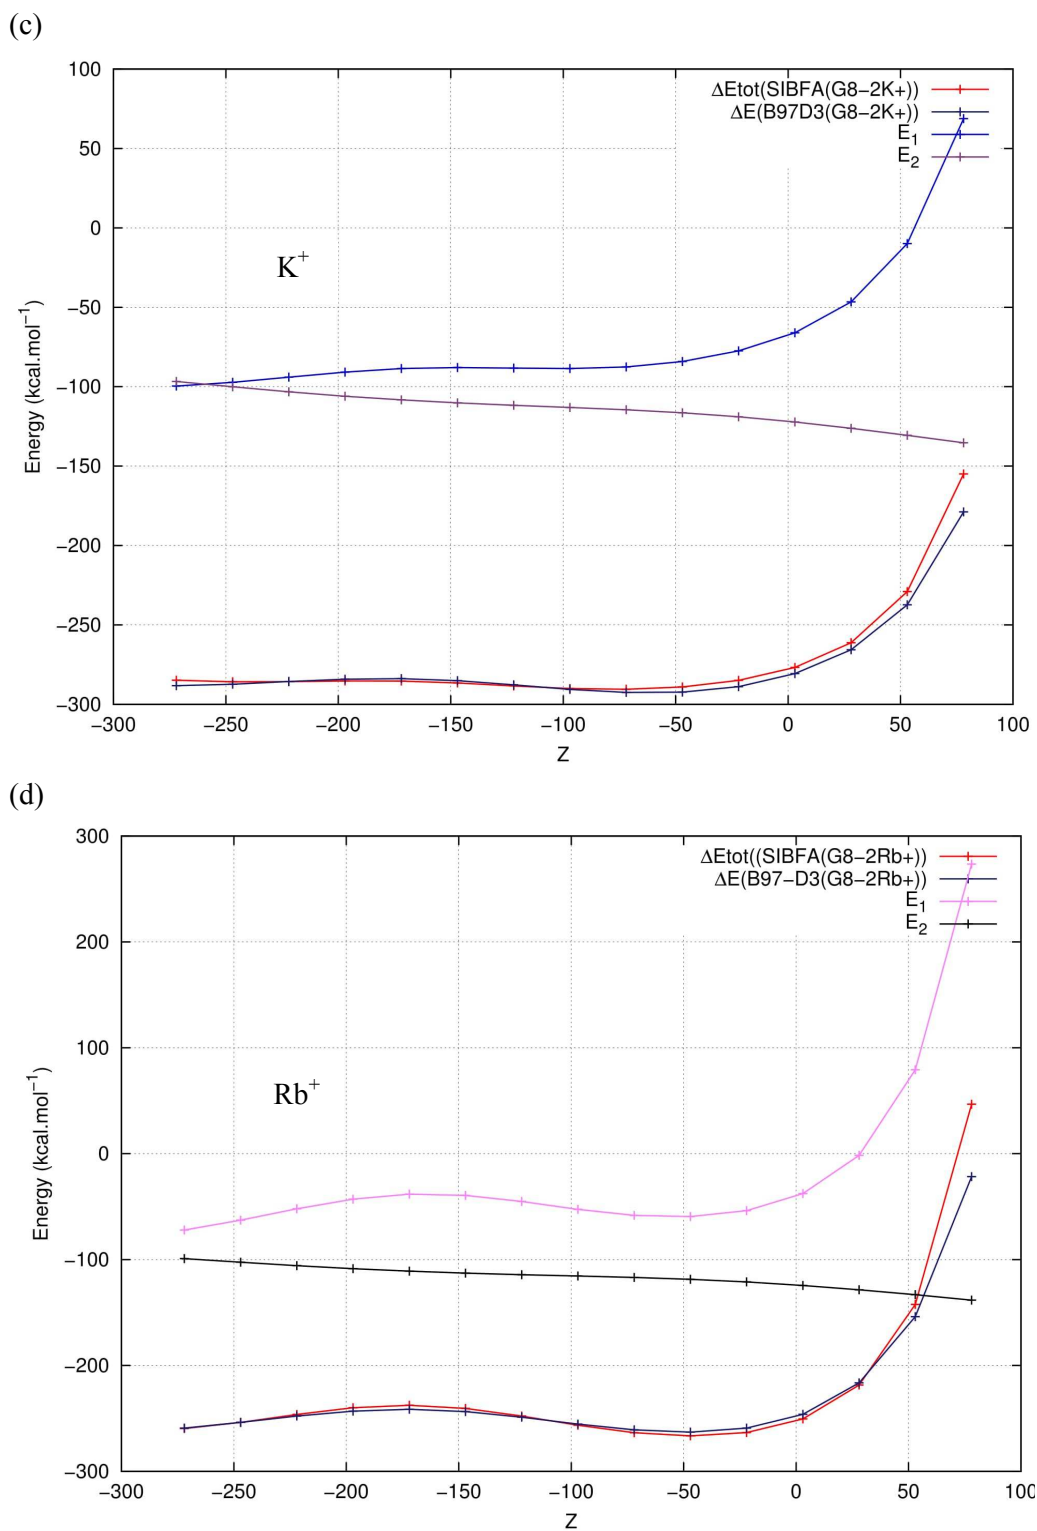 (c)
100
50
0
−50
−100
−150
−200
−250
−300
Energy (kcal.mol⁻¹)
ΔEtot(SIBFA(G8−2K+))
ΔE(B97D3(G8−2K+))
E₁
E₂
K⁺
−300 −250 −200 −150 −100 −50 0 50 100
Z
(d)
300
200
100
0
−100
−200
−300
Energy (kcal.mol⁻¹)
ΔEtot((SIBFA(G8−2Rb+))
ΔE(B97−D3(G8−2Rb+))
E₁
E₂
Rb⁺
−300 −250 −200 −150 −100 −50 0 50 100
Z